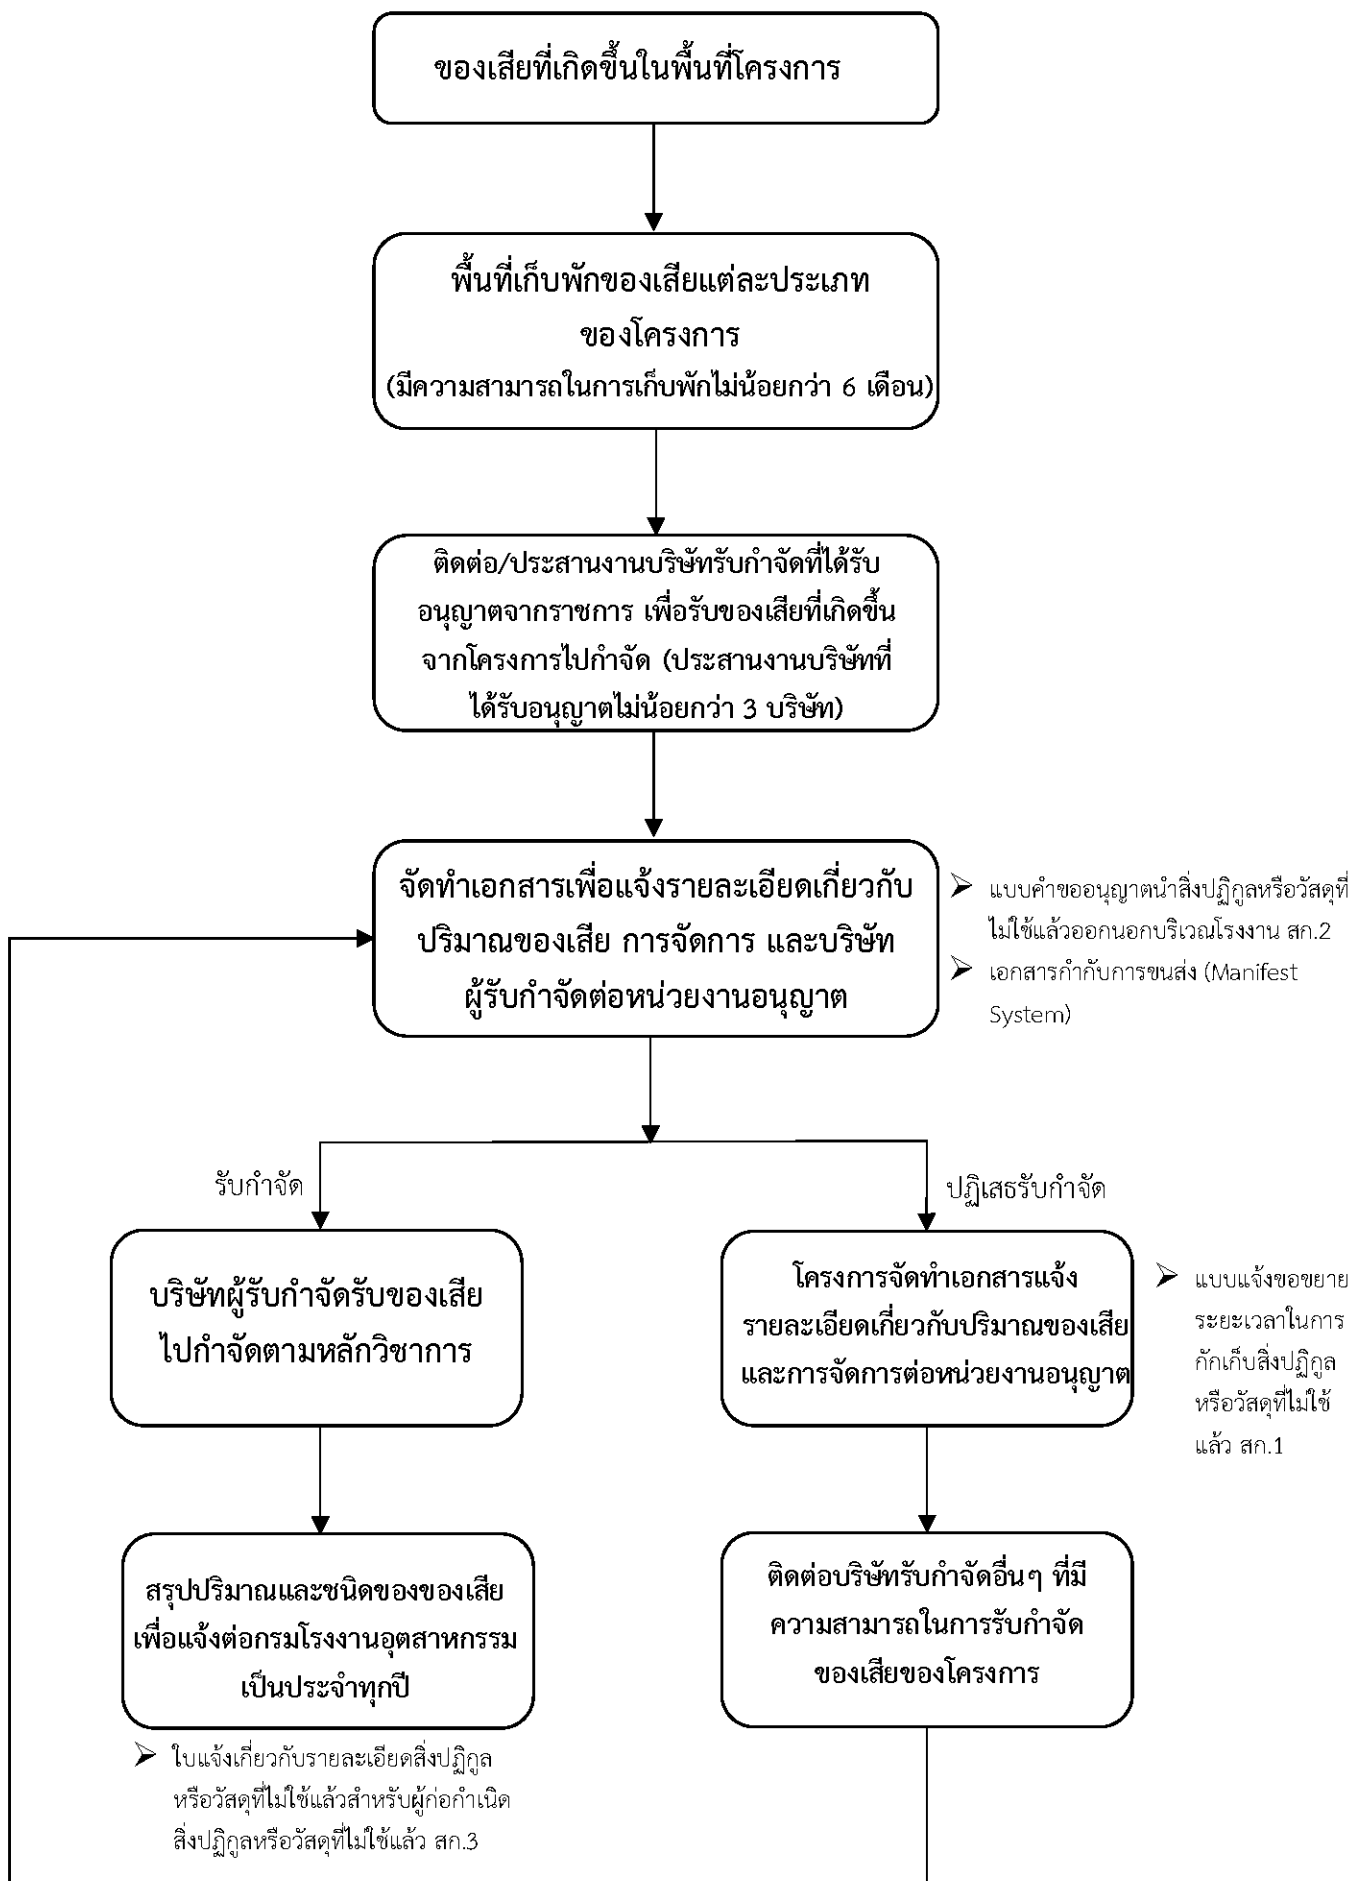 ของเสียที่เกิดขึ้นในพื้นที่โครงการ
พื้นที่เก็บพักของเสียแต่ละประเภท
ของโครงการ
(มีความสามารถในการเก็บพักไม่น้อยกว่า 6 เดือน)
ติดต่อ/ประสานงานบริษัทรับกำจัดที่ได้รับ
อนุญาตจากราชการ เพื่อรับของเสียที่เกิดขึ้น
จากโครงการไปกำจัด (ประสานงานบริษัทที่
ได้รับอนุญาตไม่น้อยกว่า 3 บริษัท)
จัดทำเอกสารเพื่อแจ้งรายละเอียดเกี่ยวกับ
ปริมาณของเสีย การจัดการ และบริษัท
ผู้รับกำจัดต่อหน่วยงานอนุญาต
➢ แบบคำขออนุญาตนำสิ่งปฏิกูลหรือวัสดุที่
ไม่ใช้แล้วออกนอกบริเวณโรงงาน สก.2
➢ เอกสารกำกับการขนส่ง (Manifest
System)
รับกำจัด
ปฏิเสธรับกำจัด
บริษัทผู้รับกำจัดรับของเสีย
ไปกำจัดตามหลักวิชาการ
โครงการจัดทำเอกสารแจ้ง
รายละเอียดเกี่ยวกับปริมาณของเสีย
และการจัดการต่อหน่วยงานอนุญาต
➢ แบบแจ้งขอขยาย
ระยะเวลาในการ
กักเก็บสิ่งปฏิกูล
หรือวัสดุที่ไม่ใช้
แล้ว สก.1
สรุปปริมาณและชนิดของของเสีย
เพื่อแจ้งต่อกรมโรงงานอุตสาหกรรม
เป็นประจำทุกปี
➢ ใบแจ้งเกี่ยวกับรายละเอียดสิ่งปฏิกูล
หรือวัสดุที่ไม่ใช้แล้วสำหรับผู้ก่อกำเนิด
สิ่งปฏิกูลหรือวัสดุที่ไม่ใช้แล้ว สก.3
ติดต่อบริษัทรับกำจัดอื่นๆ ที่มี
ความสามารถในการรับกำจัด
ของเสียของโครงการ